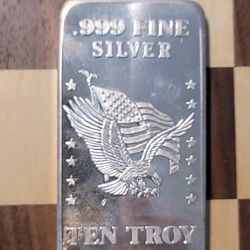 .999 FINE
SILVER
TEN TROY